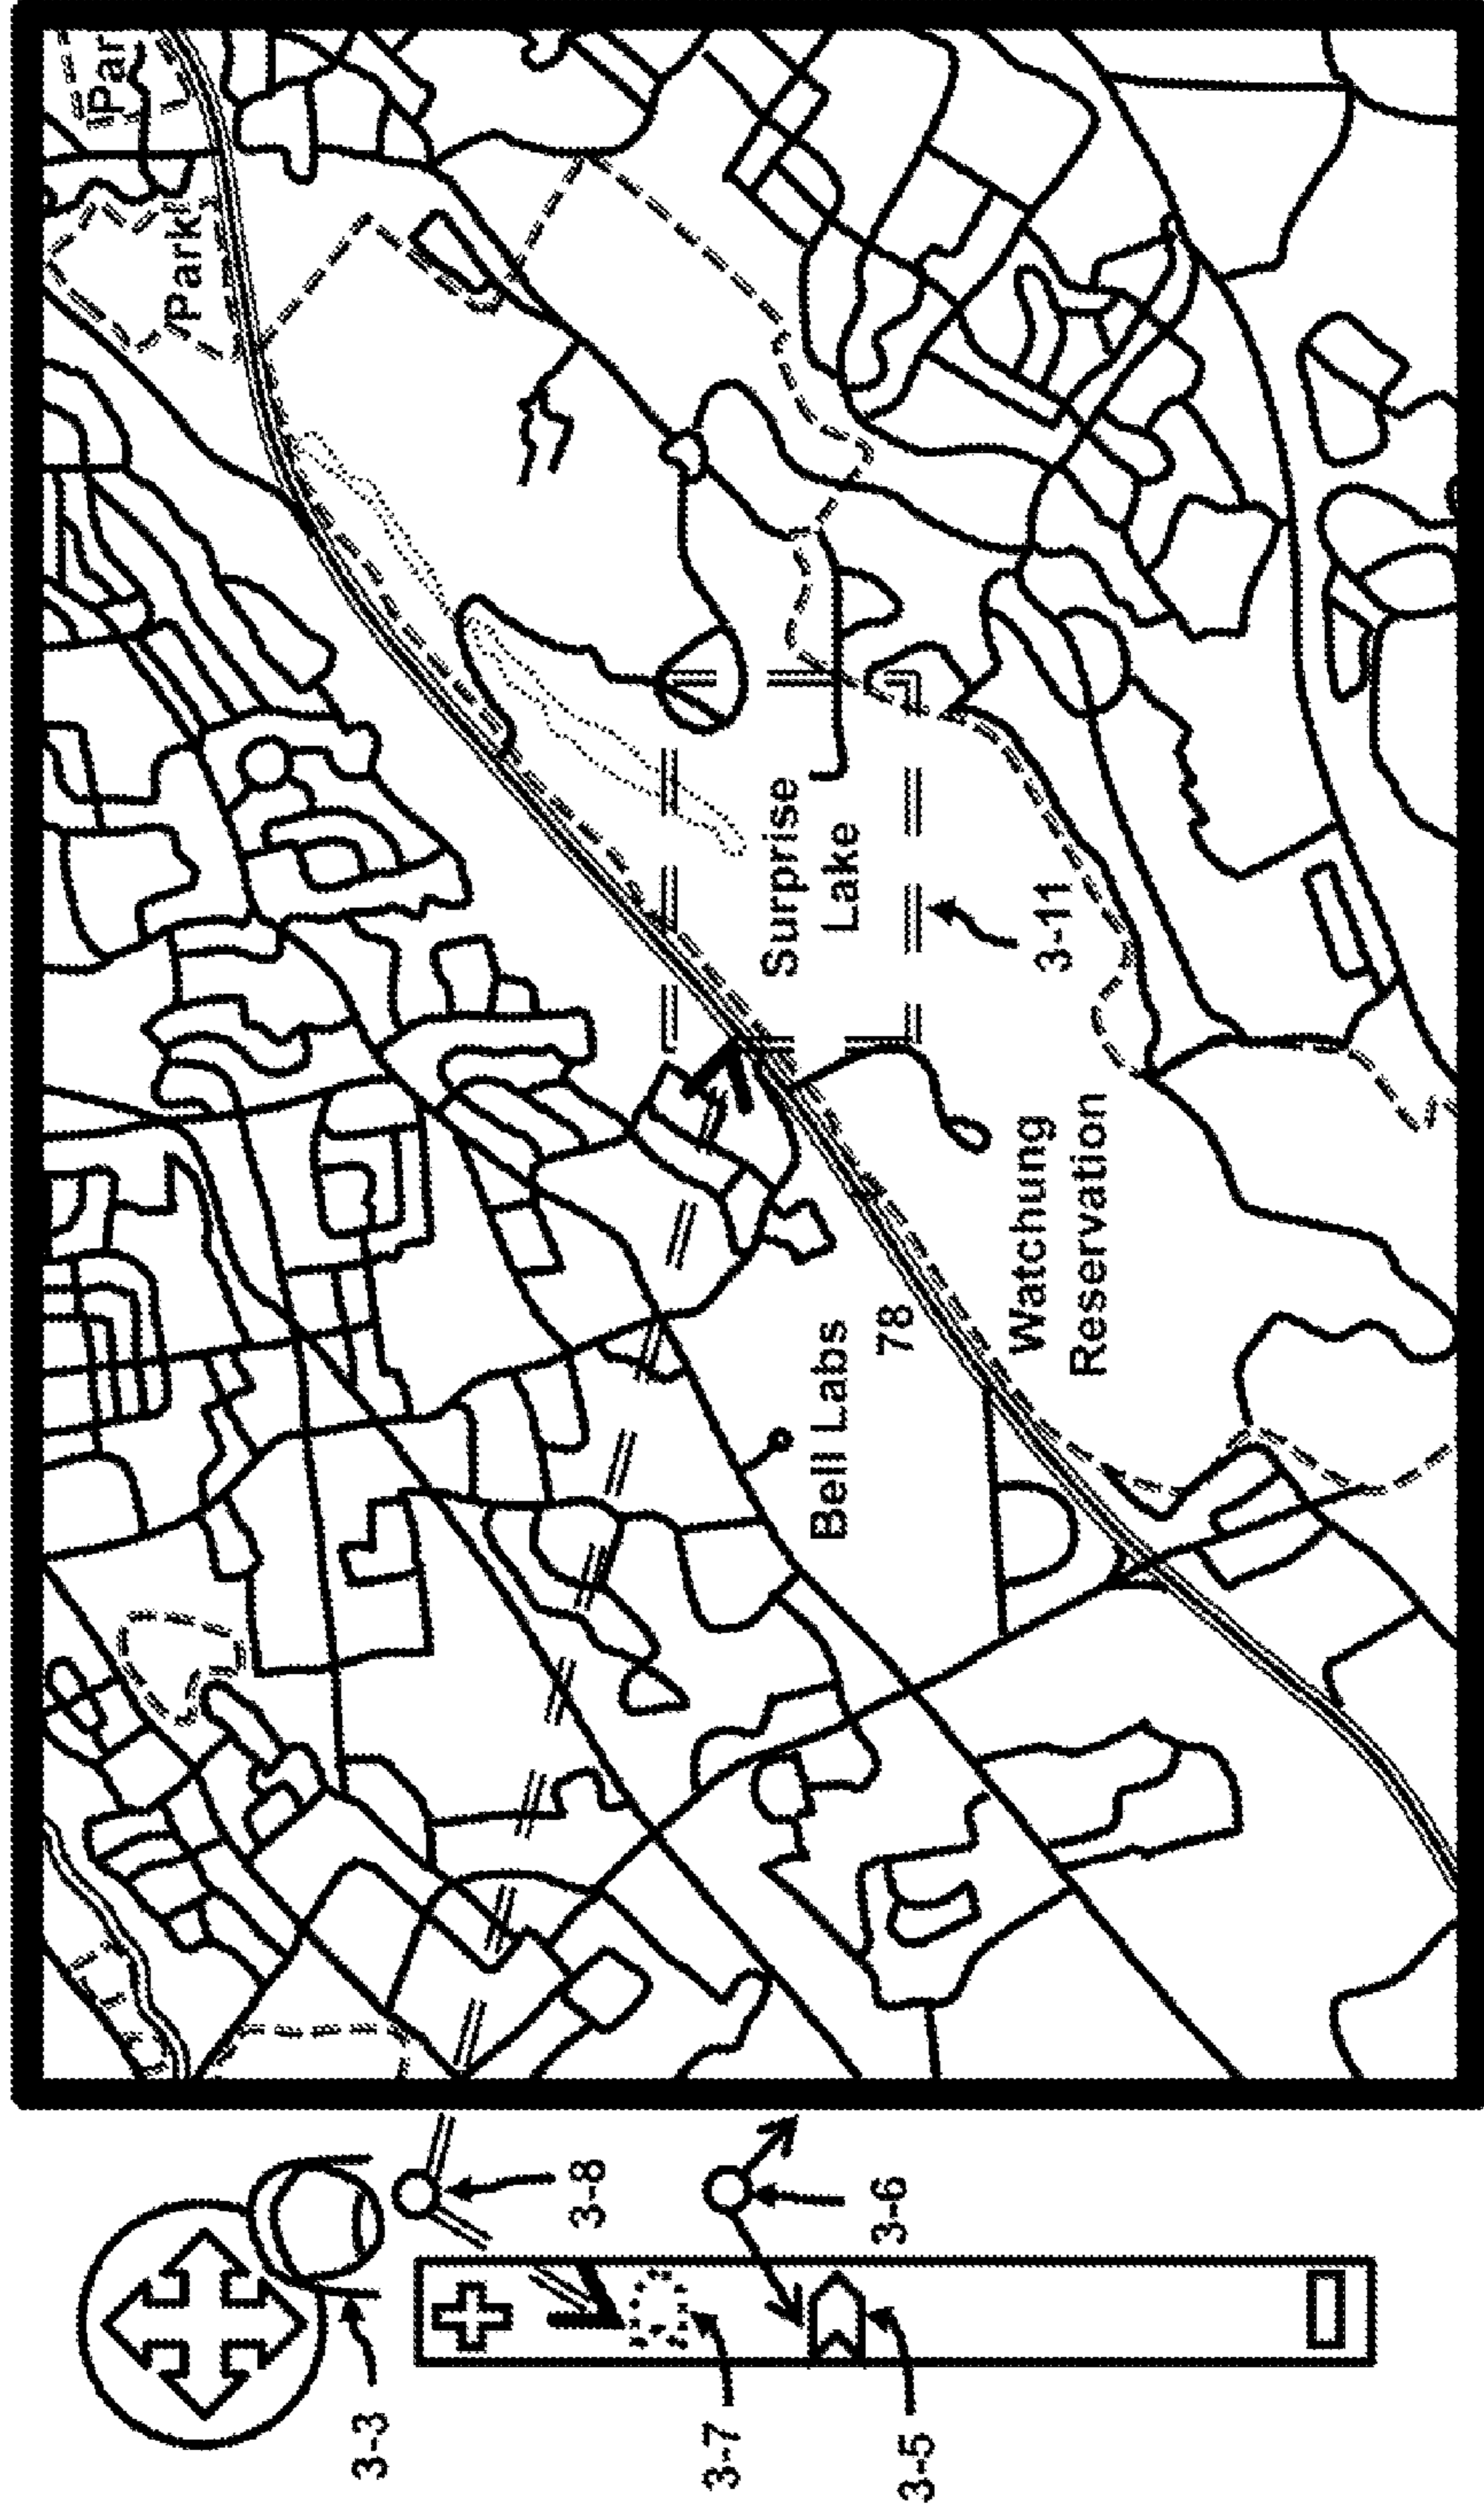 Par
Park
3-3
3-8
3-7
3-6
3-5
Surprise
Lake
Bell Labs
78
3-11
Watchung
Reservation